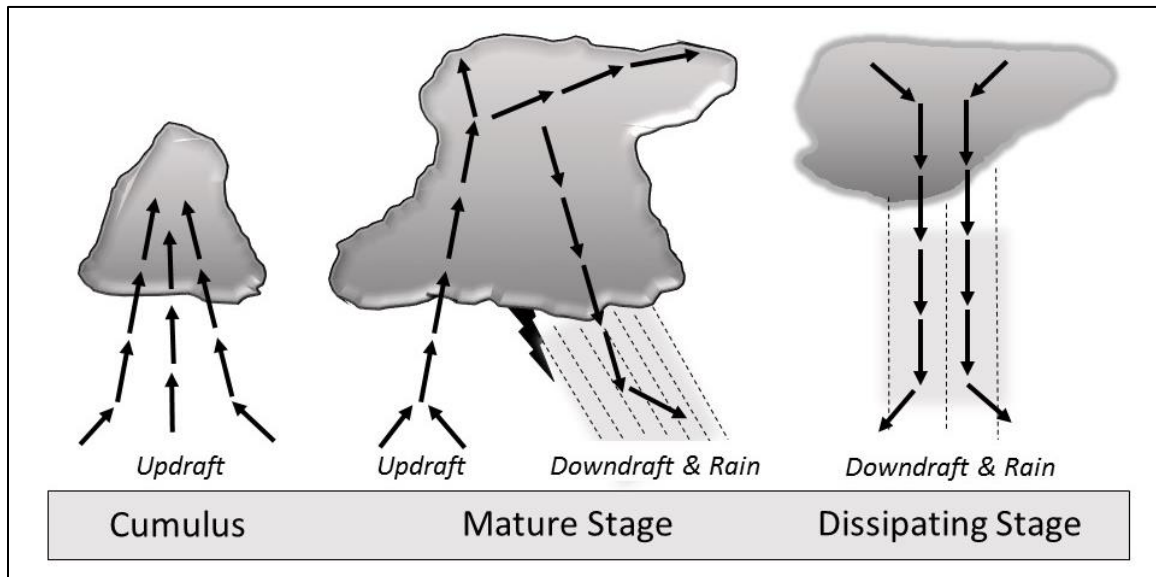 Updraft
Updraft
Downdraft & Rain
Downdraft & Rain
Cumulus
Mature Stage
Dissipating Stage